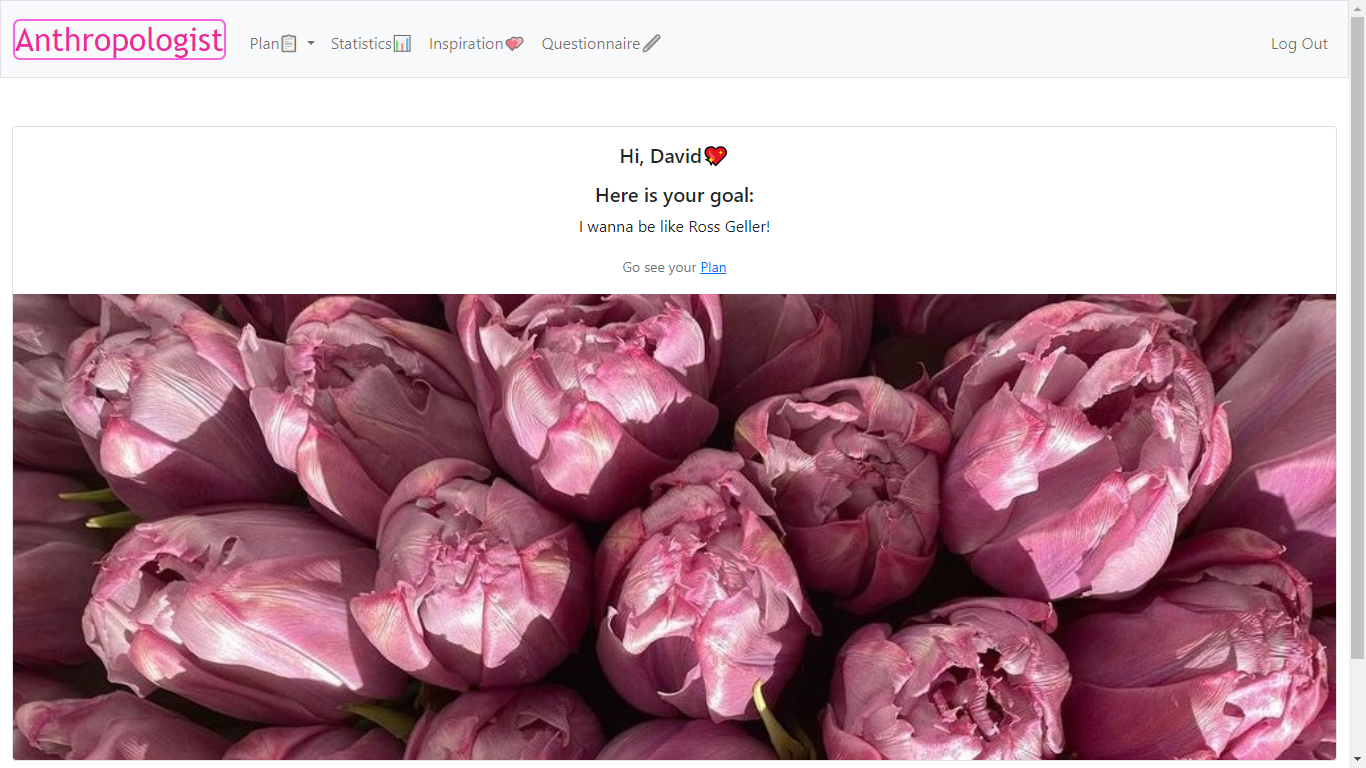 Anthropologist Plan📋 Statistics📊 Inspiration💞 Questionnaire🖊 Log Out
Hi, David💖
Here is your goal:
I wanna be like Ross Geller!
Go see your Plan